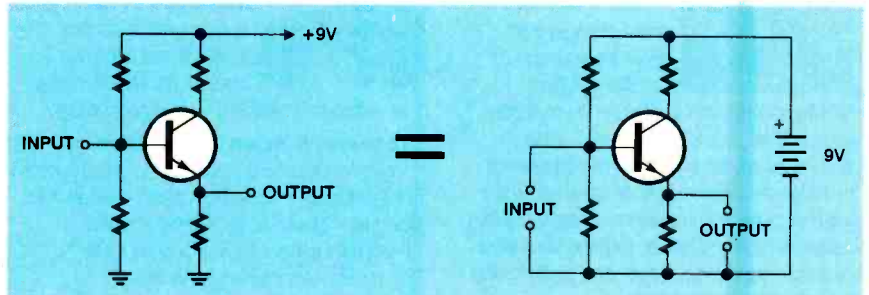 +9V
INPUT
OUTPUT
=
+
9V
INPUT
OUTPUT